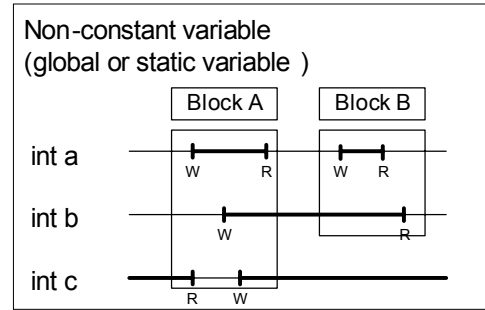 Non-constant variable
(global or static variable )
Block A Block B
int a
W R W R
int b
W R
int c
R W